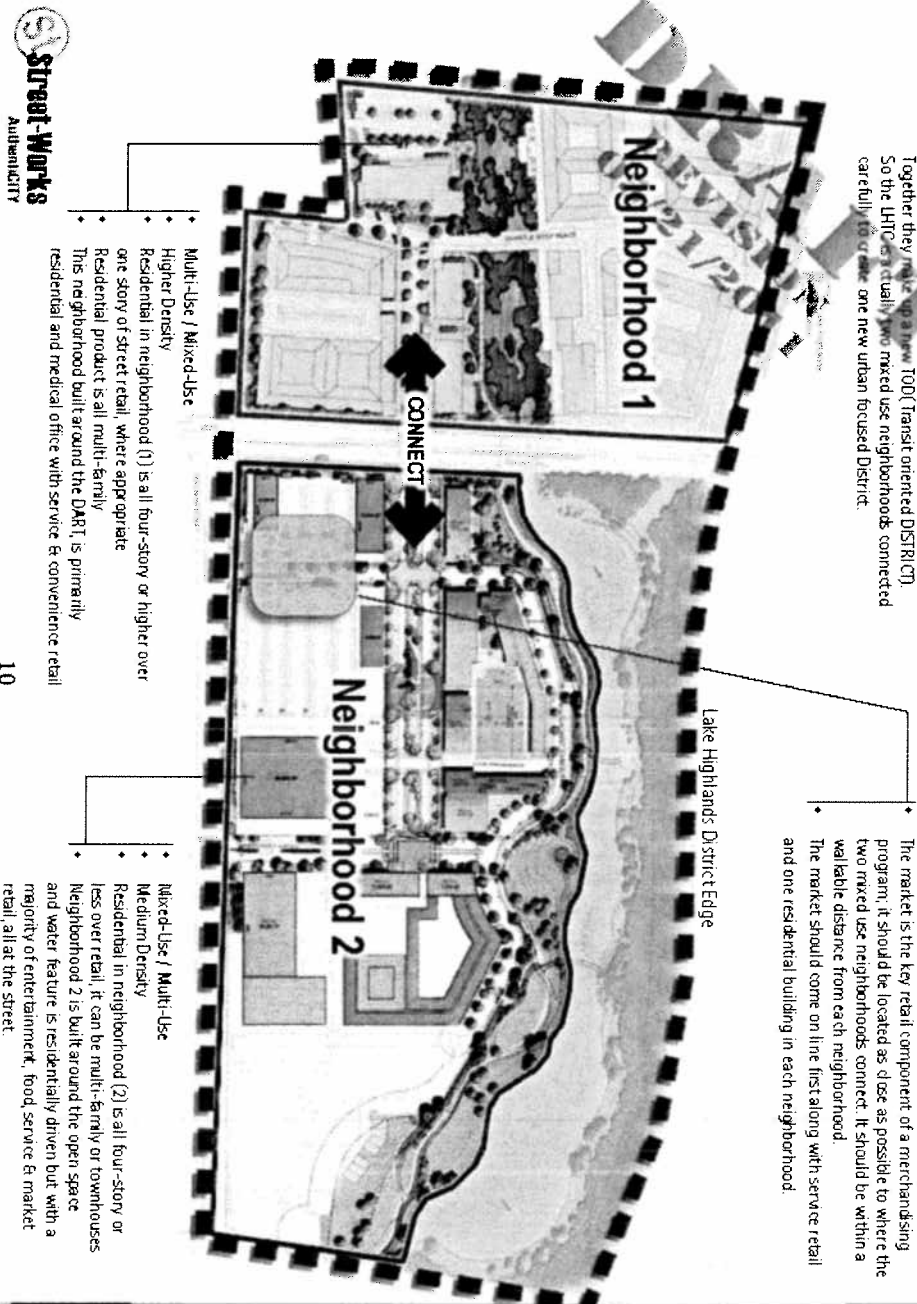 Together they make up a new TOD( Transit oriented DISTRICT).
So the LHTC is actually two mixed use neighborhoods connected
carefully to create one new urban focused District.
DRAFT
REVISION
The market is the key retail component of a merchandising
program; it should be located as close as possible to where the
two mixed use neighborhoods connect. It should be within a
walkable distance from each neighborhood.
The market should come on line first along with service retail
and one residential building in each neighborhood.
Lake Highlands District Edge
Neighborhood 1
CONNECT
Neighborhood 2
Multi-Use / Mixed-Use
Higher Density
Residential in neighborhood (1) is all four-story or higher over
one story of street retail, where appropriate
Residential product is all multi-family
This neighborhood built around the DART, is primarily
residential and medical office with service & convenience retail
Mixed-Use / Multi-Use
Medium Density
Residential in neighborhood (2) is all four-story or
less over retail, it can be multi-family or townhouses
Neighborhood 2 is built around the open space
and water feature is residentially driven but with a
majority of entertainment, food, service & market
retail, all at the street.
SW
Street-Works
AuthentiCITY
10